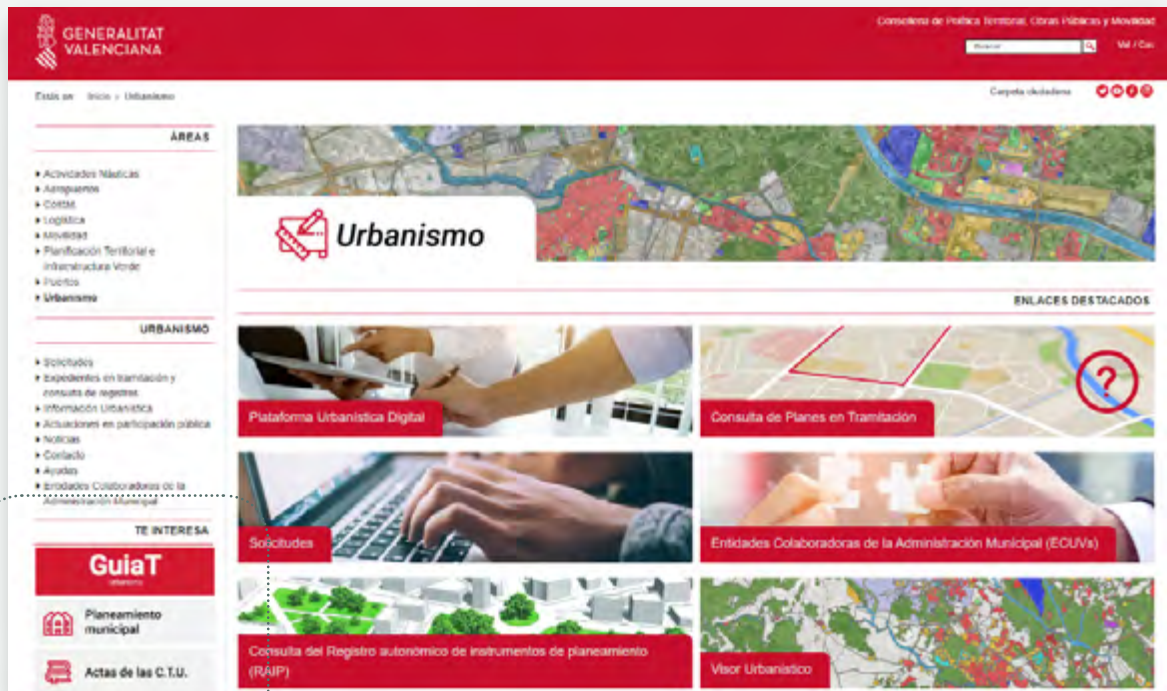 GENERALITAT
VALENCIANA
Conselleria de Política Territorial, Obras Públicas y Movilidad
Buscar
Val / Cas
Estás en Inicio > Urbanismo
Carpeta ciudadana
ÁREAS
Actividades Náuticas
Aeropuertos
Costas
Logística
Movilidad
Planificación Territorial e
Infraestructura Verde
Puertos
Urbanismo
URBANISMO
Solicitudes
Expedientes en tramitación y
consulta de registros
Información Urbanística
Actuaciones en participación pública
Noticias
Contacto
Ayudas
Entidades Colaboradoras de la
Administración Municipal
TE INTERESA
GuiaT
urbanismo
Planeamiento
municipal
Actas de las C.T.U.
Urbanismo
ENLACES DESTACADOS
Plataforma Urbanística Digital
Consulta de Planes en Tramitación
?
Solicitudes
Entidades Colaboradoras de la Administración Municipal (ECUVs)
Consulta del Registro autonómico de instrumentos de planeamiento
(RAIP)
Visor Urbanístico